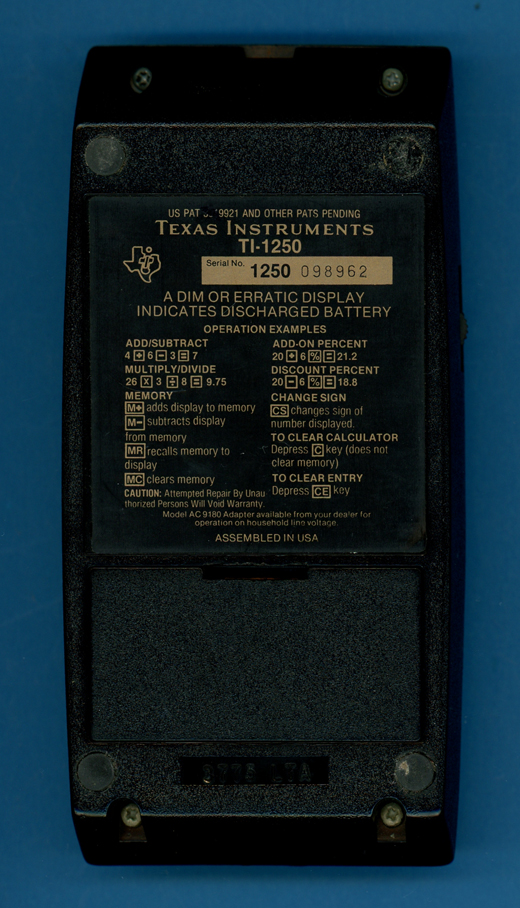 US PAT 9921 AND OTHER PATS PENDING
TEXAS INSTRUMENTS
TI-1250
Serial No. 1250 098962
A DIM OR ERRATIC DISPLAY
INDICATES DISCHARGED BATTERY
OPERATION EXAMPLES
ADD/SUBTRACT
4 + 6 − 3 = 7
MULTIPLY/DIVIDE
26 X 3 ÷ 8 = 9.75
MEMORY
M+ adds display to memory
M− subtracts display
from memory
MR recalls memory to
display
MC clears memory
CAUTION: Attempted Repair By Unau
thorized Persons Will Void Warranty.
ADD-ON PERCENT
20 + 6 % = 21.2
DISCOUNT PERCENT
20 − 6 % = 18.8
CHANGE SIGN
CS changes sign of
number displayed.
TO CLEAR CALCULATOR
Depress C key (does not
clear memory)
TO CLEAR ENTRY
Depress CE key
Model AC 9180 Adapter available from your dealer for
operation on household line voltage.
ASSEMBLED IN USA